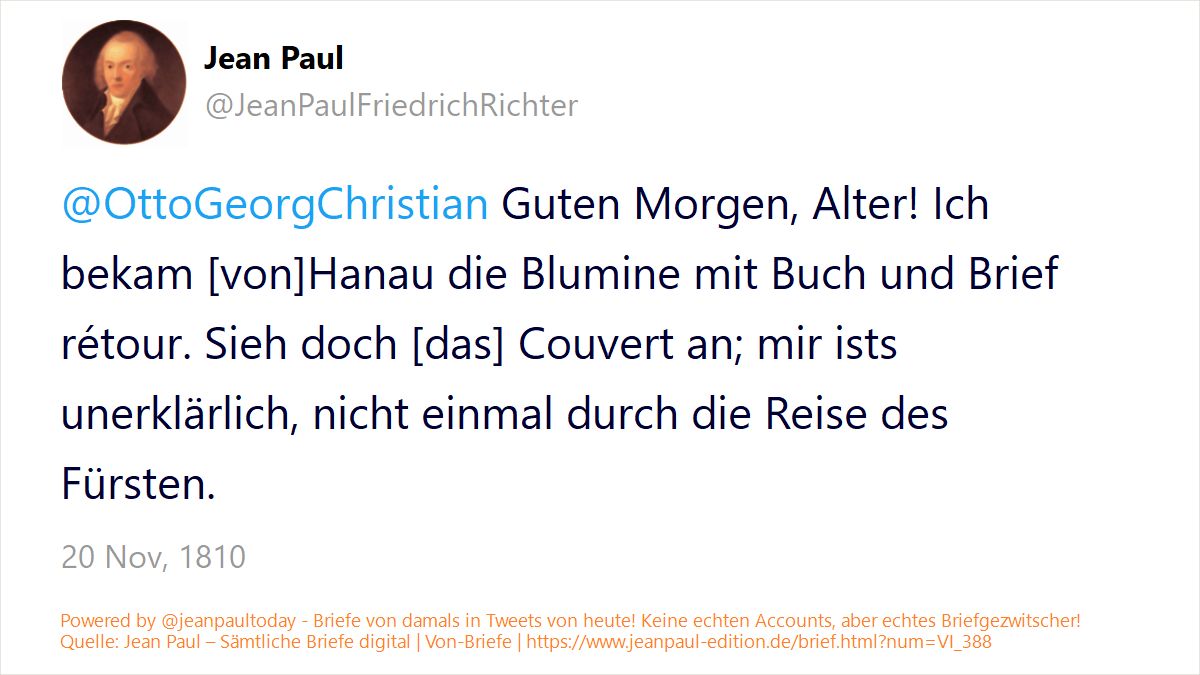 Jean Paul
@JeanPaulFriedrichRichter
@OttoGeorgChristian Guten Morgen, Alter! Ich
bekam [von]Hanau die Blumine mit Buch und Brief
rétour. Sieh doch [das] Couvert an; mir ists
unerklärlich, nicht einmal durch die Reise des
Fürsten.
20 Nov, 1810
Powered by @jeanpaultoday - Briefe von damals in Tweets von heute! Keine echten Accounts, aber echtes Briefgezwitscher!
Quelle: Jean Paul – Sämtliche Briefe digital | Von-Briefe | https://www.jeanpaul-edition.de/brief.html?num=VI_388